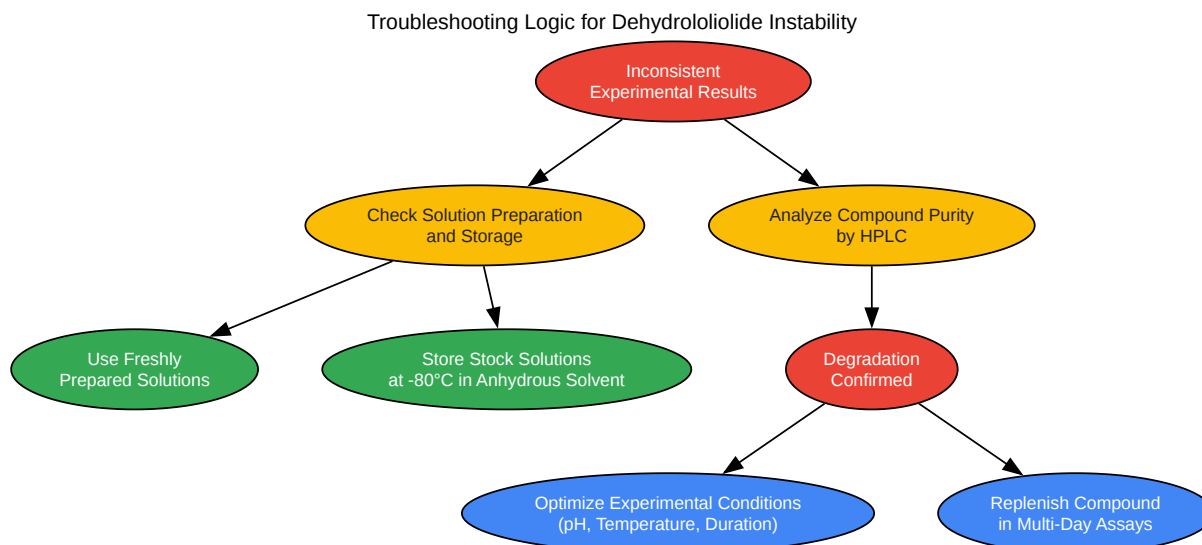 Troubleshooting Logic for Dehydrololiolide Instability
Inconsistent
Experimental Results
Check Solution Preparation
and Storage
Analyze Compound Purity
by HPLC
Use Freshly
Prepared Solutions
Store Stock Solutions
at -80°C in Anhydrous Solvent
Degradation
Confirmed
Optimize Experimental Conditions
(pH, Temperature, Duration)
Replenish Compound
in Multi-Day Assays